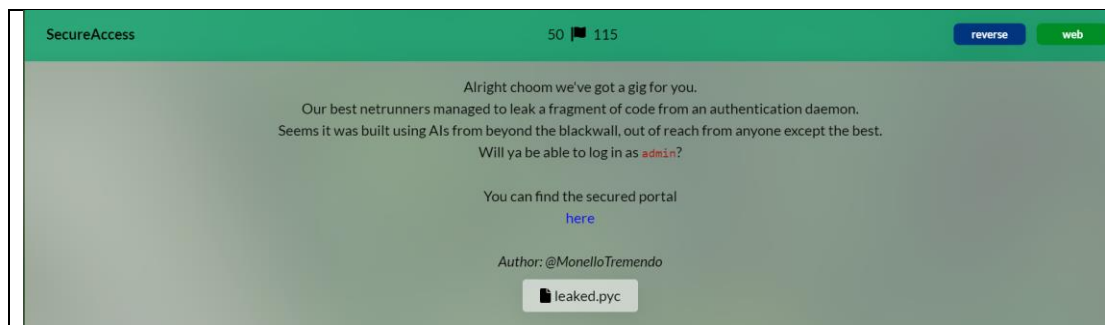 SecureAccess 50 115 reverse web
Alright choom we've got a gig for you.
Our best netrunners managed to leak a fragment of code from an authentication daemon.
Seems it was built using AIs from beyond the blackwall, out of reach from anyone except the best.
Will ya be able to log in as admin?
You can find the secured portal
here
Author: @MonelloTremendo
leaked.pyc